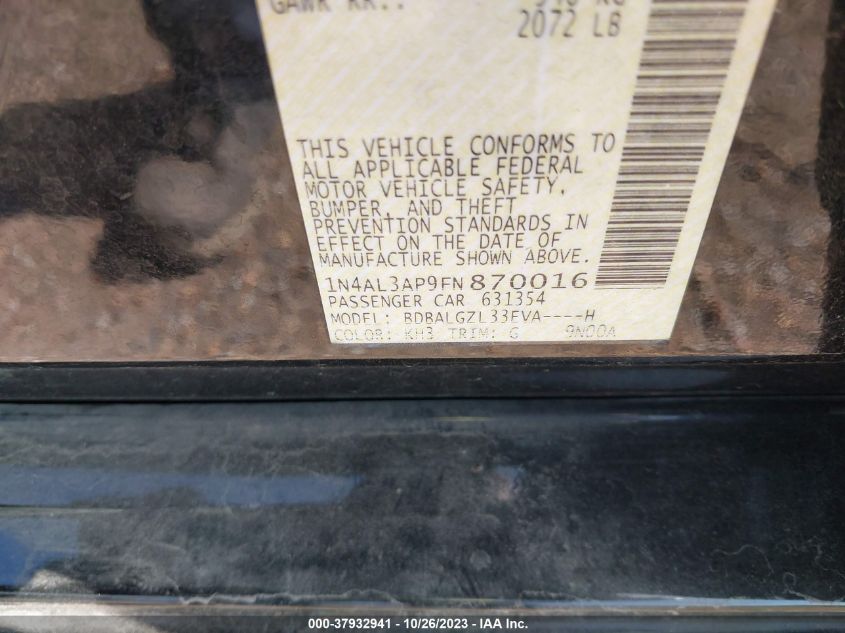 GAWR RR.:
2072 LB
THIS VEHICLE CONFORMS TO
ALL APPLICABLE FEDERAL
MOTOR VEHICLE SAFETY,
BUMPER, AND THEFT
PREVENTION STANDARDS IN
EFFECT ON THE DATE OF
MANUFACTURE SHOWN ABOVE.
1N4AL3AP9FN870016
PASSENGER CAR 631354
MODEL: BDBALGZL33EVA----H
COLOR: KH3 TRIM: G 9N00A
000-37932941 - 10/26/2023 - IAA Inc.